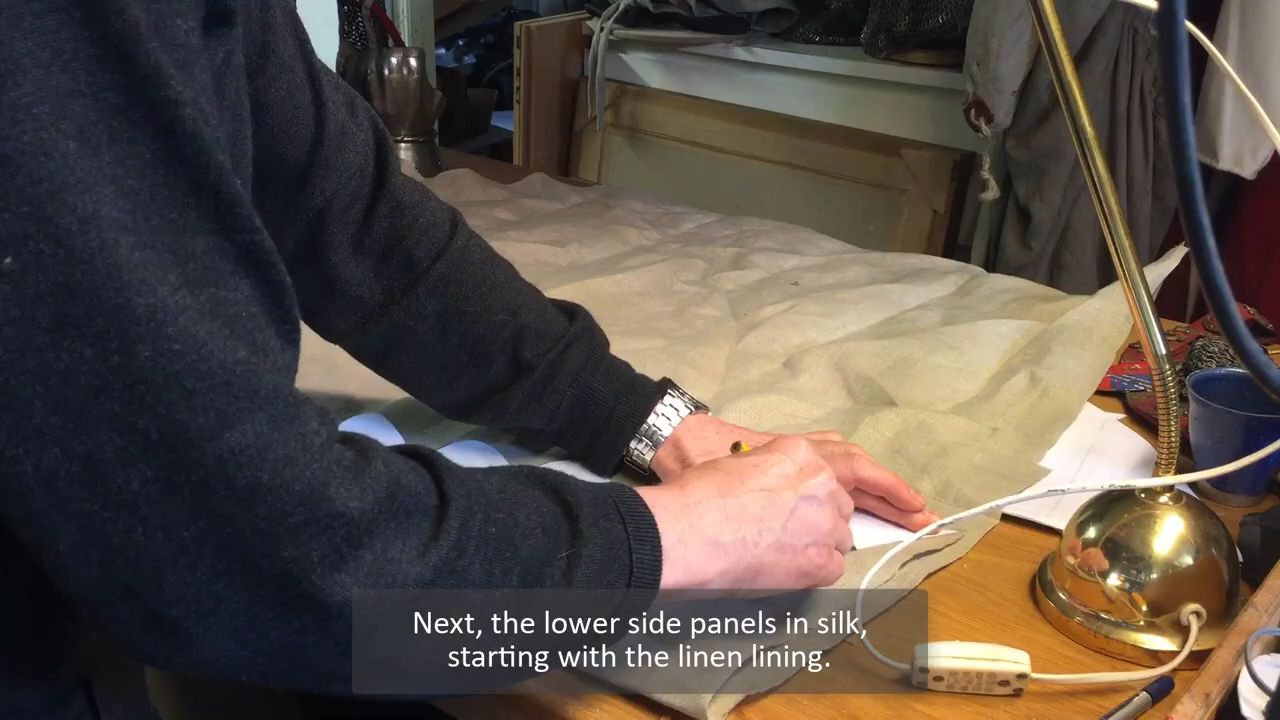 Next, the lower side panels in silk,
starting with the linen lining.